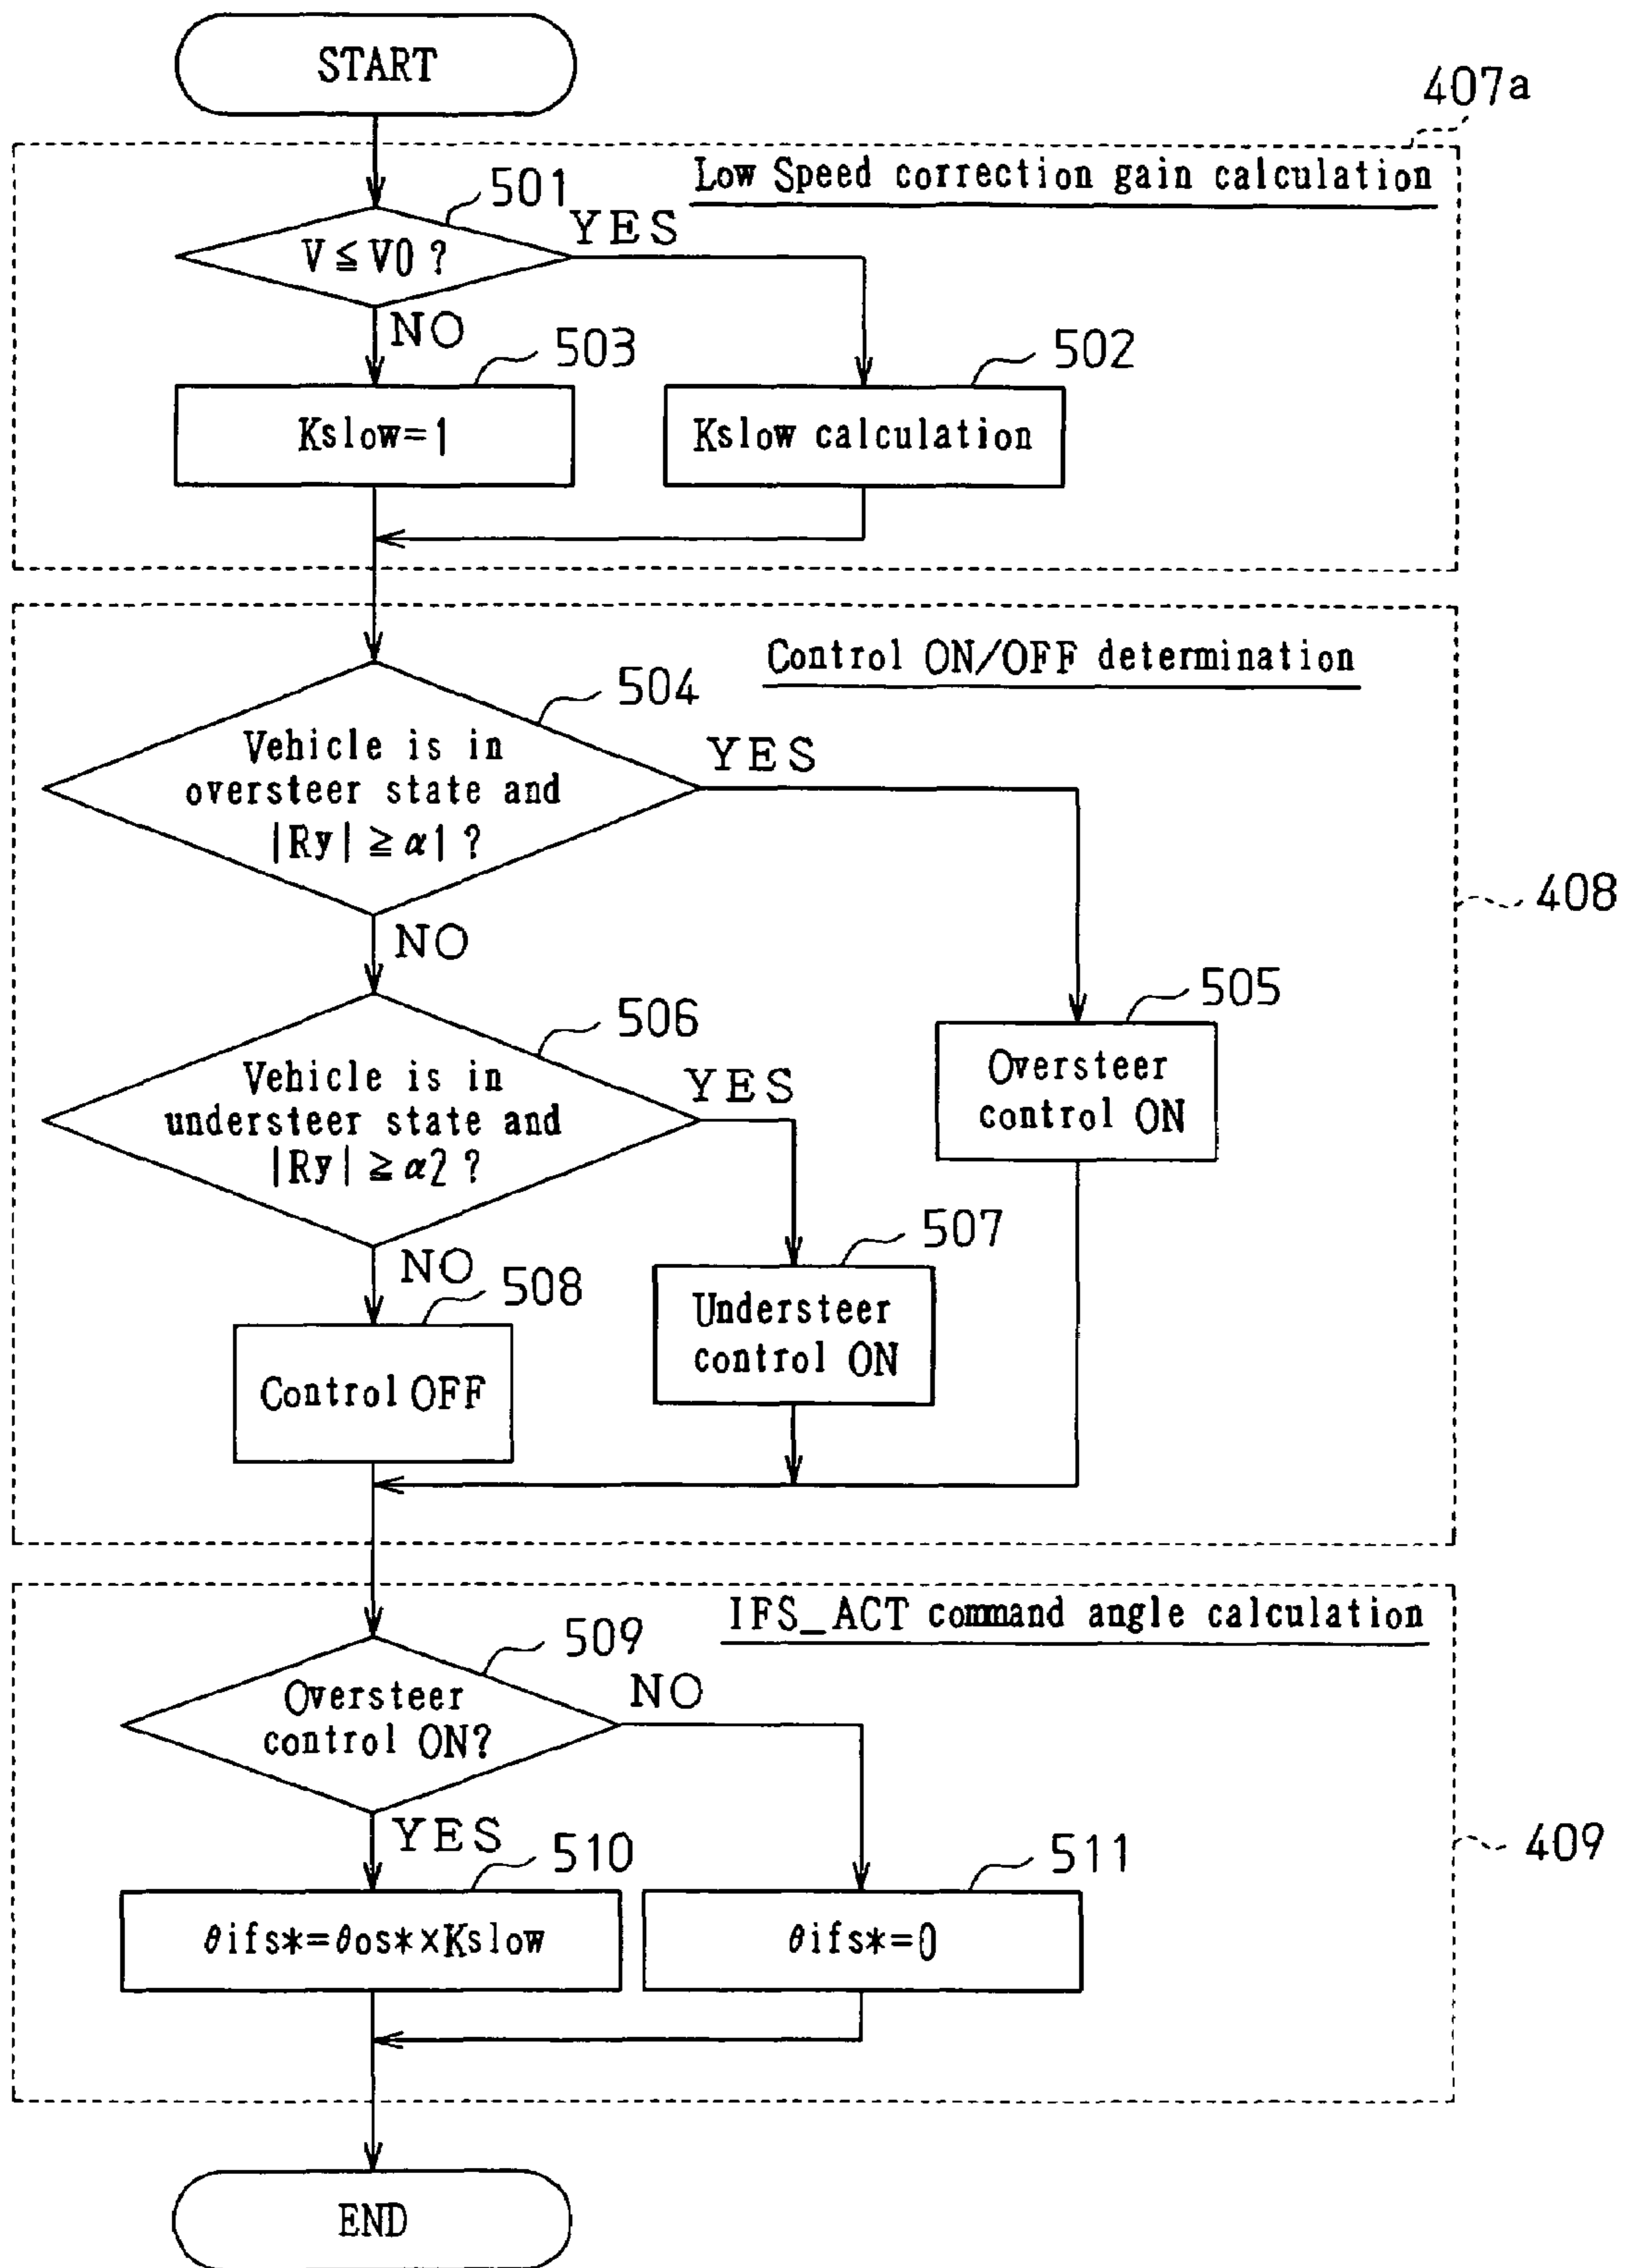 START
407a
Low Speed correction gain calculation
501
V ≦ V0 ?
YES
NO
503
502
Kslow=1
Kslow calculation
Control ON/OFF determination
504
Vehicle is in
oversteer state and
|Ry| ≧ α1 ?
YES
408
NO
505
506
Oversteer
control ON
Vehicle is in
understeer state and
|Ry| ≧ α2 ?
YES
507
NO
508
Understeer
control ON
Control OFF
IFS_ACT command angle calculation
509
Oversteer
control ON?
NO
YES
409
510
511
θifs*=θos*×Kslow
θifs*=0
END